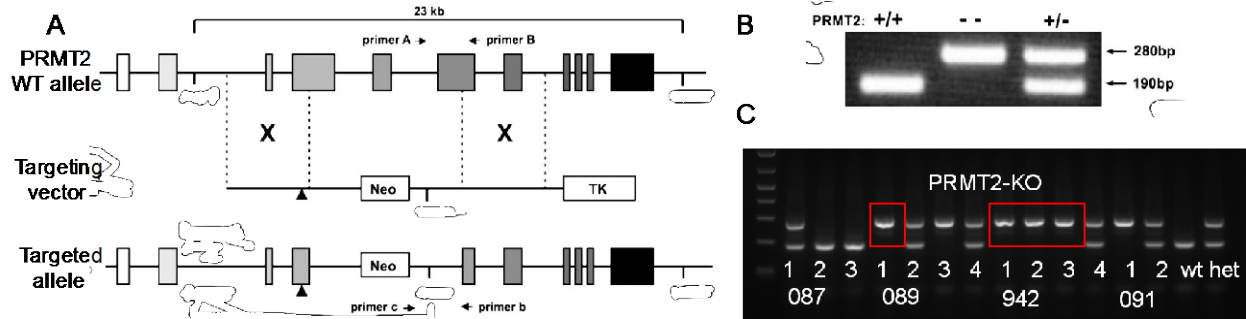 A
23 kb
PRMT2
WT allele
primer A
primer B
X
X
Targeting
vector
Neo
TK
Targeted
allele
Neo
primer c
primer b
B
PRMT2: +/+ - - +/-
280bp
190bp
C
PRMT2-KO
1 2 3 1 2 3 4 1 2 3 4 1 2 wt het
087 089 942 091